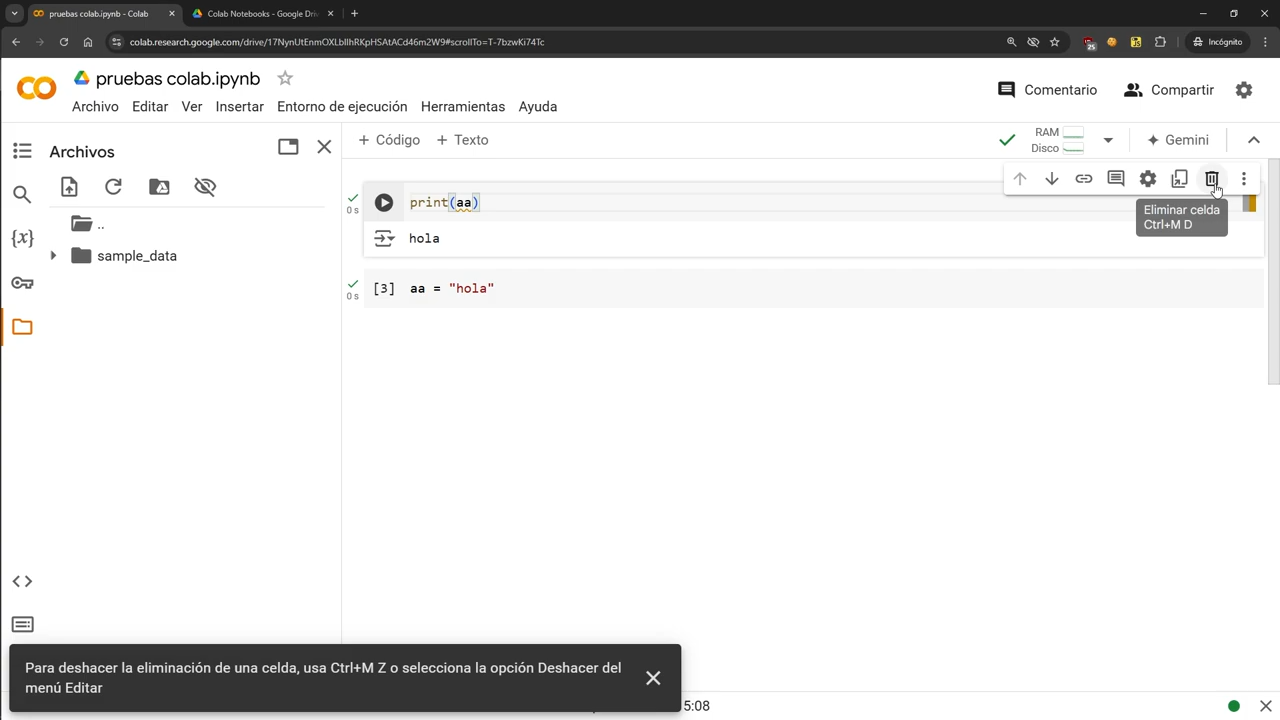 pruebas colab.ipynb - Colab
Colab Notebooks - Google Driv
colab.research.google.com/drive/17NynUtEnmOXLblIhRKpHSAtACd46m2W9#scrollTo=T-7bzwKi74Tc
25
Incógnito
pruebas colab.ipynb
Archivo Editar Ver Insertar Entorno de ejecución Herramientas Ayuda
Comentario
Compartir
Archivos
+ Código + Texto
RAM
Disco
Gemini
..
sample_data
0 s
print(aa)
hola
Eliminar celda
Ctrl+M D
0 s
[3] aa = "hola"
Para deshacer la eliminación de una celda, usa Ctrl+M Z o selecciona la opción Deshacer del
menú Editar
5:08